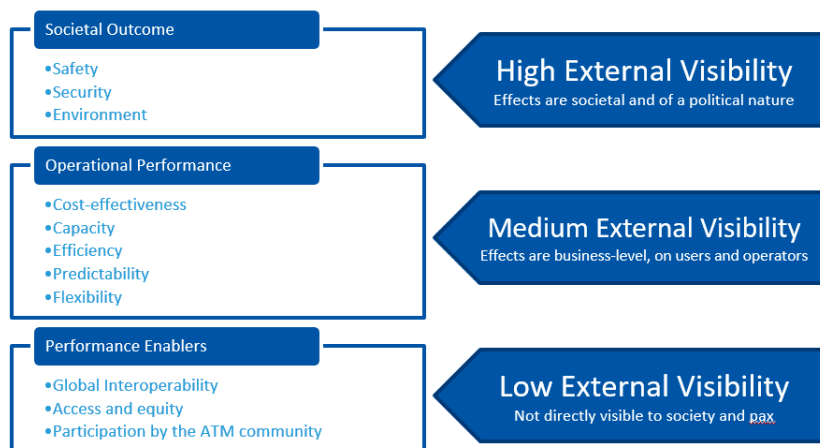 Societal Outcome
•Safety
•Security
•Environment
High External Visibility
Effects are societal and of a political nature
Operational Performance
•Cost-effectiveness
•Capacity
•Efficiency
•Predictability
•Flexibility
Medium External Visibility
Effects are business-level, on users and operators
Performance Enablers
•Global Interoperability
•Access and equity
•Participation by the ATM community
Low External Visibility
Not directly visible to society and pax